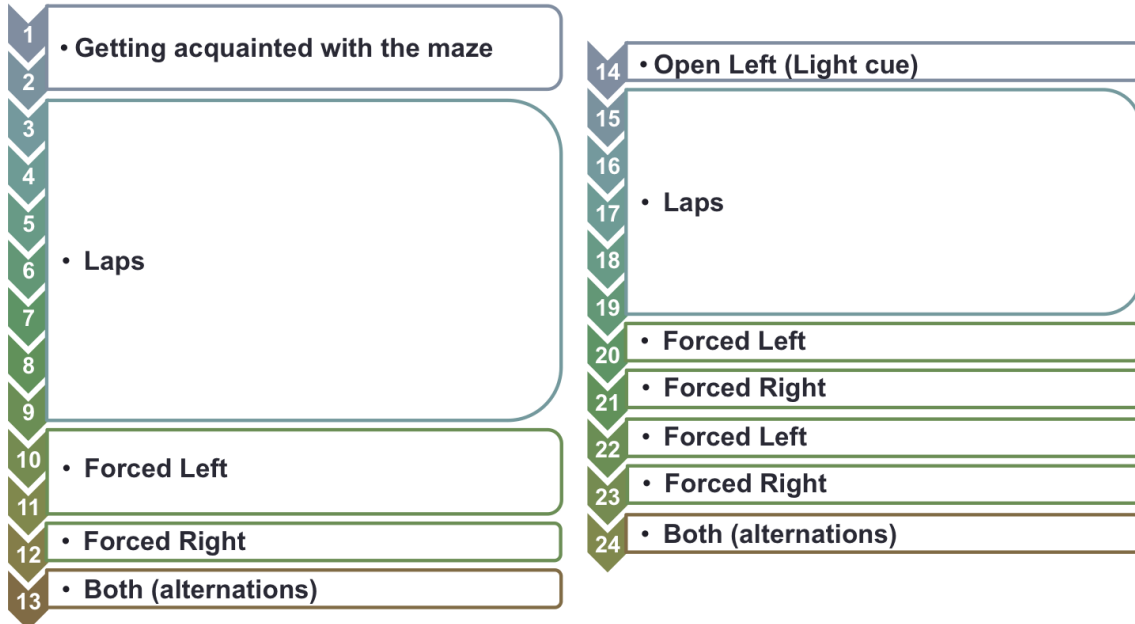 1
• Getting acquainted with the maze
2
3
4
5
6
• Laps
7
8
9
10
• Forced Left
11
12
• Forced Right
13
• Both (alternations)
14
• Open Left (Light cue)
15
16
17
• Laps
18
19
20
• Forced Left
21
• Forced Right
22
• Forced Left
23
• Forced Right
24
• Both (alternations)